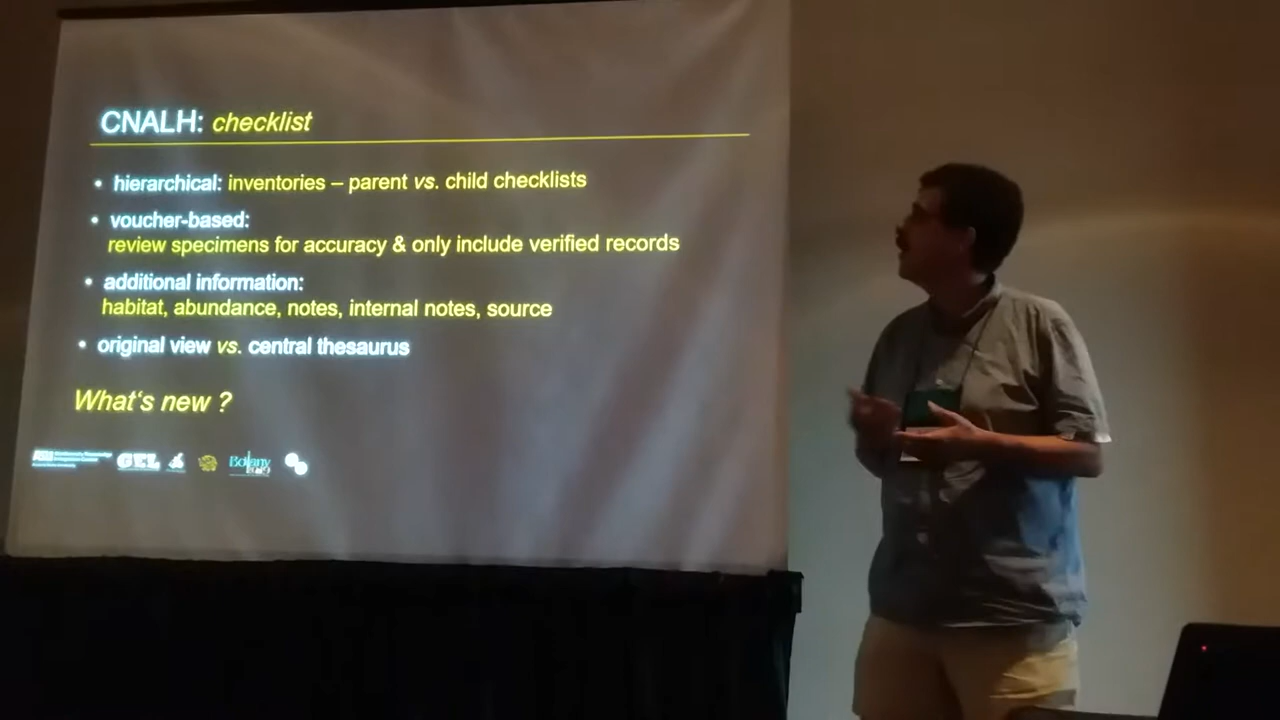 CNALH: checklist
• hierarchical: inventories – parent vs. child checklists
• voucher-based:
review specimens for accuracy & only include verified records
• additional information:
habitat, abundance, notes, internal notes, source
• original view vs. central thesaurus
What's new ?
GEL
Botany